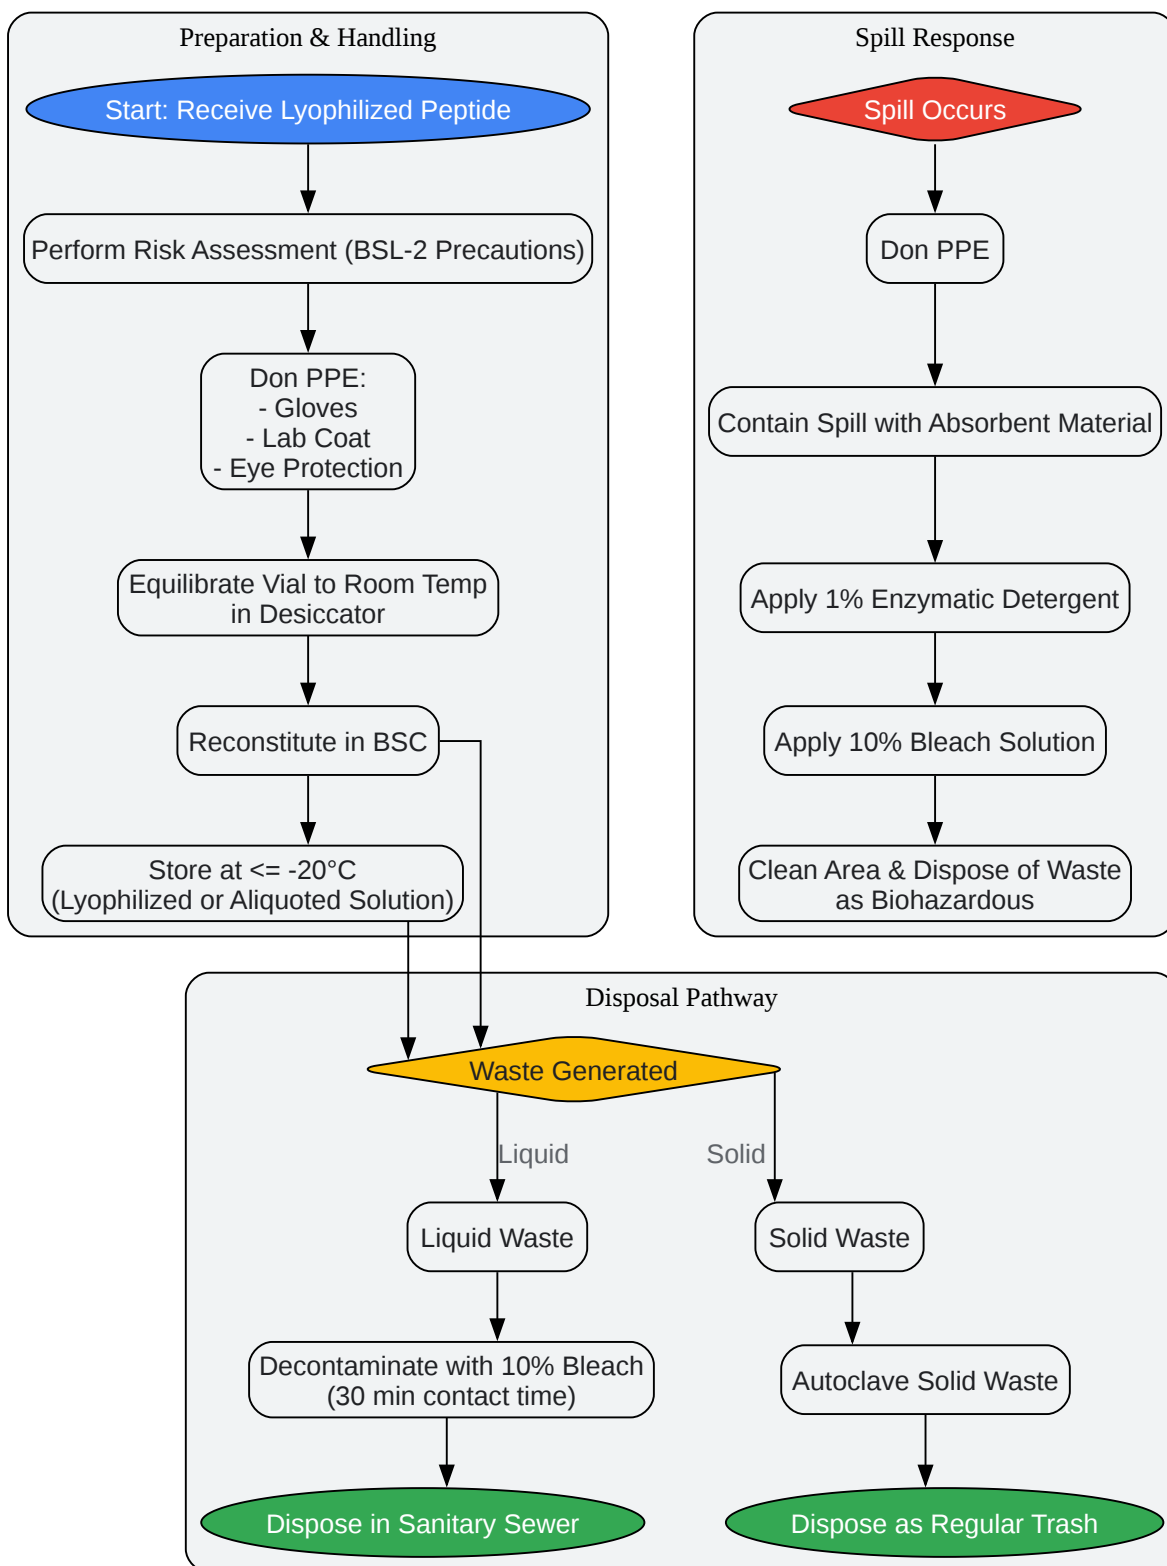 Preparation & Handling
Start: Receive Lyophilized Peptide
Perform Risk Assessment (BSL-2 Precautions)
Don PPE:
- Gloves
- Lab Coat
- Eye Protection
Equilibrate Vial to Room Temp
in Desiccator
Reconstitute in BSC
Store at <= -20°C
(Lyophilized or Aliquoted Solution)
Spill Response
Spill Occurs
Don PPE
Contain Spill with Absorbent Material
Apply 1% Enzymatic Detergent
Apply 10% Bleach Solution
Clean Area & Dispose of Waste
as Biohazardous
Disposal Pathway
Waste Generated
Liquid
Solid
Liquid Waste
Solid Waste
Decontaminate with 10% Bleach
(30 min contact time)
Autoclave Solid Waste
Dispose in Sanitary Sewer
Dispose as Regular Trash